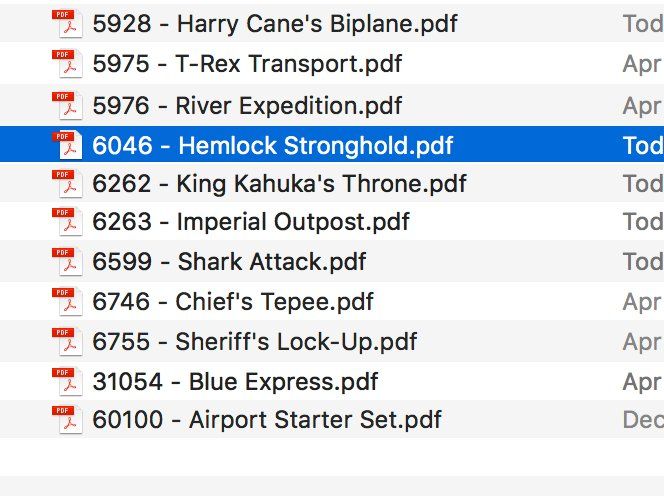 PDF 5928 - Harry Cane's Biplane.pdf Tod
PDF 5975 - T-Rex Transport.pdf Apr
PDF 5976 - River Expedition.pdf Apr
PDF 6046 - Hemlock Stronghold.pdf Tod
PDF 6262 - King Kahuka's Throne.pdf Tod
PDF 6263 - Imperial Outpost.pdf Tod
PDF 6599 - Shark Attack.pdf Tod
PDF 6746 - Chief's Tepee.pdf Apr
PDF 6755 - Sheriff's Lock-Up.pdf Apr
PDF 31054 - Blue Express.pdf Apr
PDF 60100 - Airport Starter Set.pdf Dec